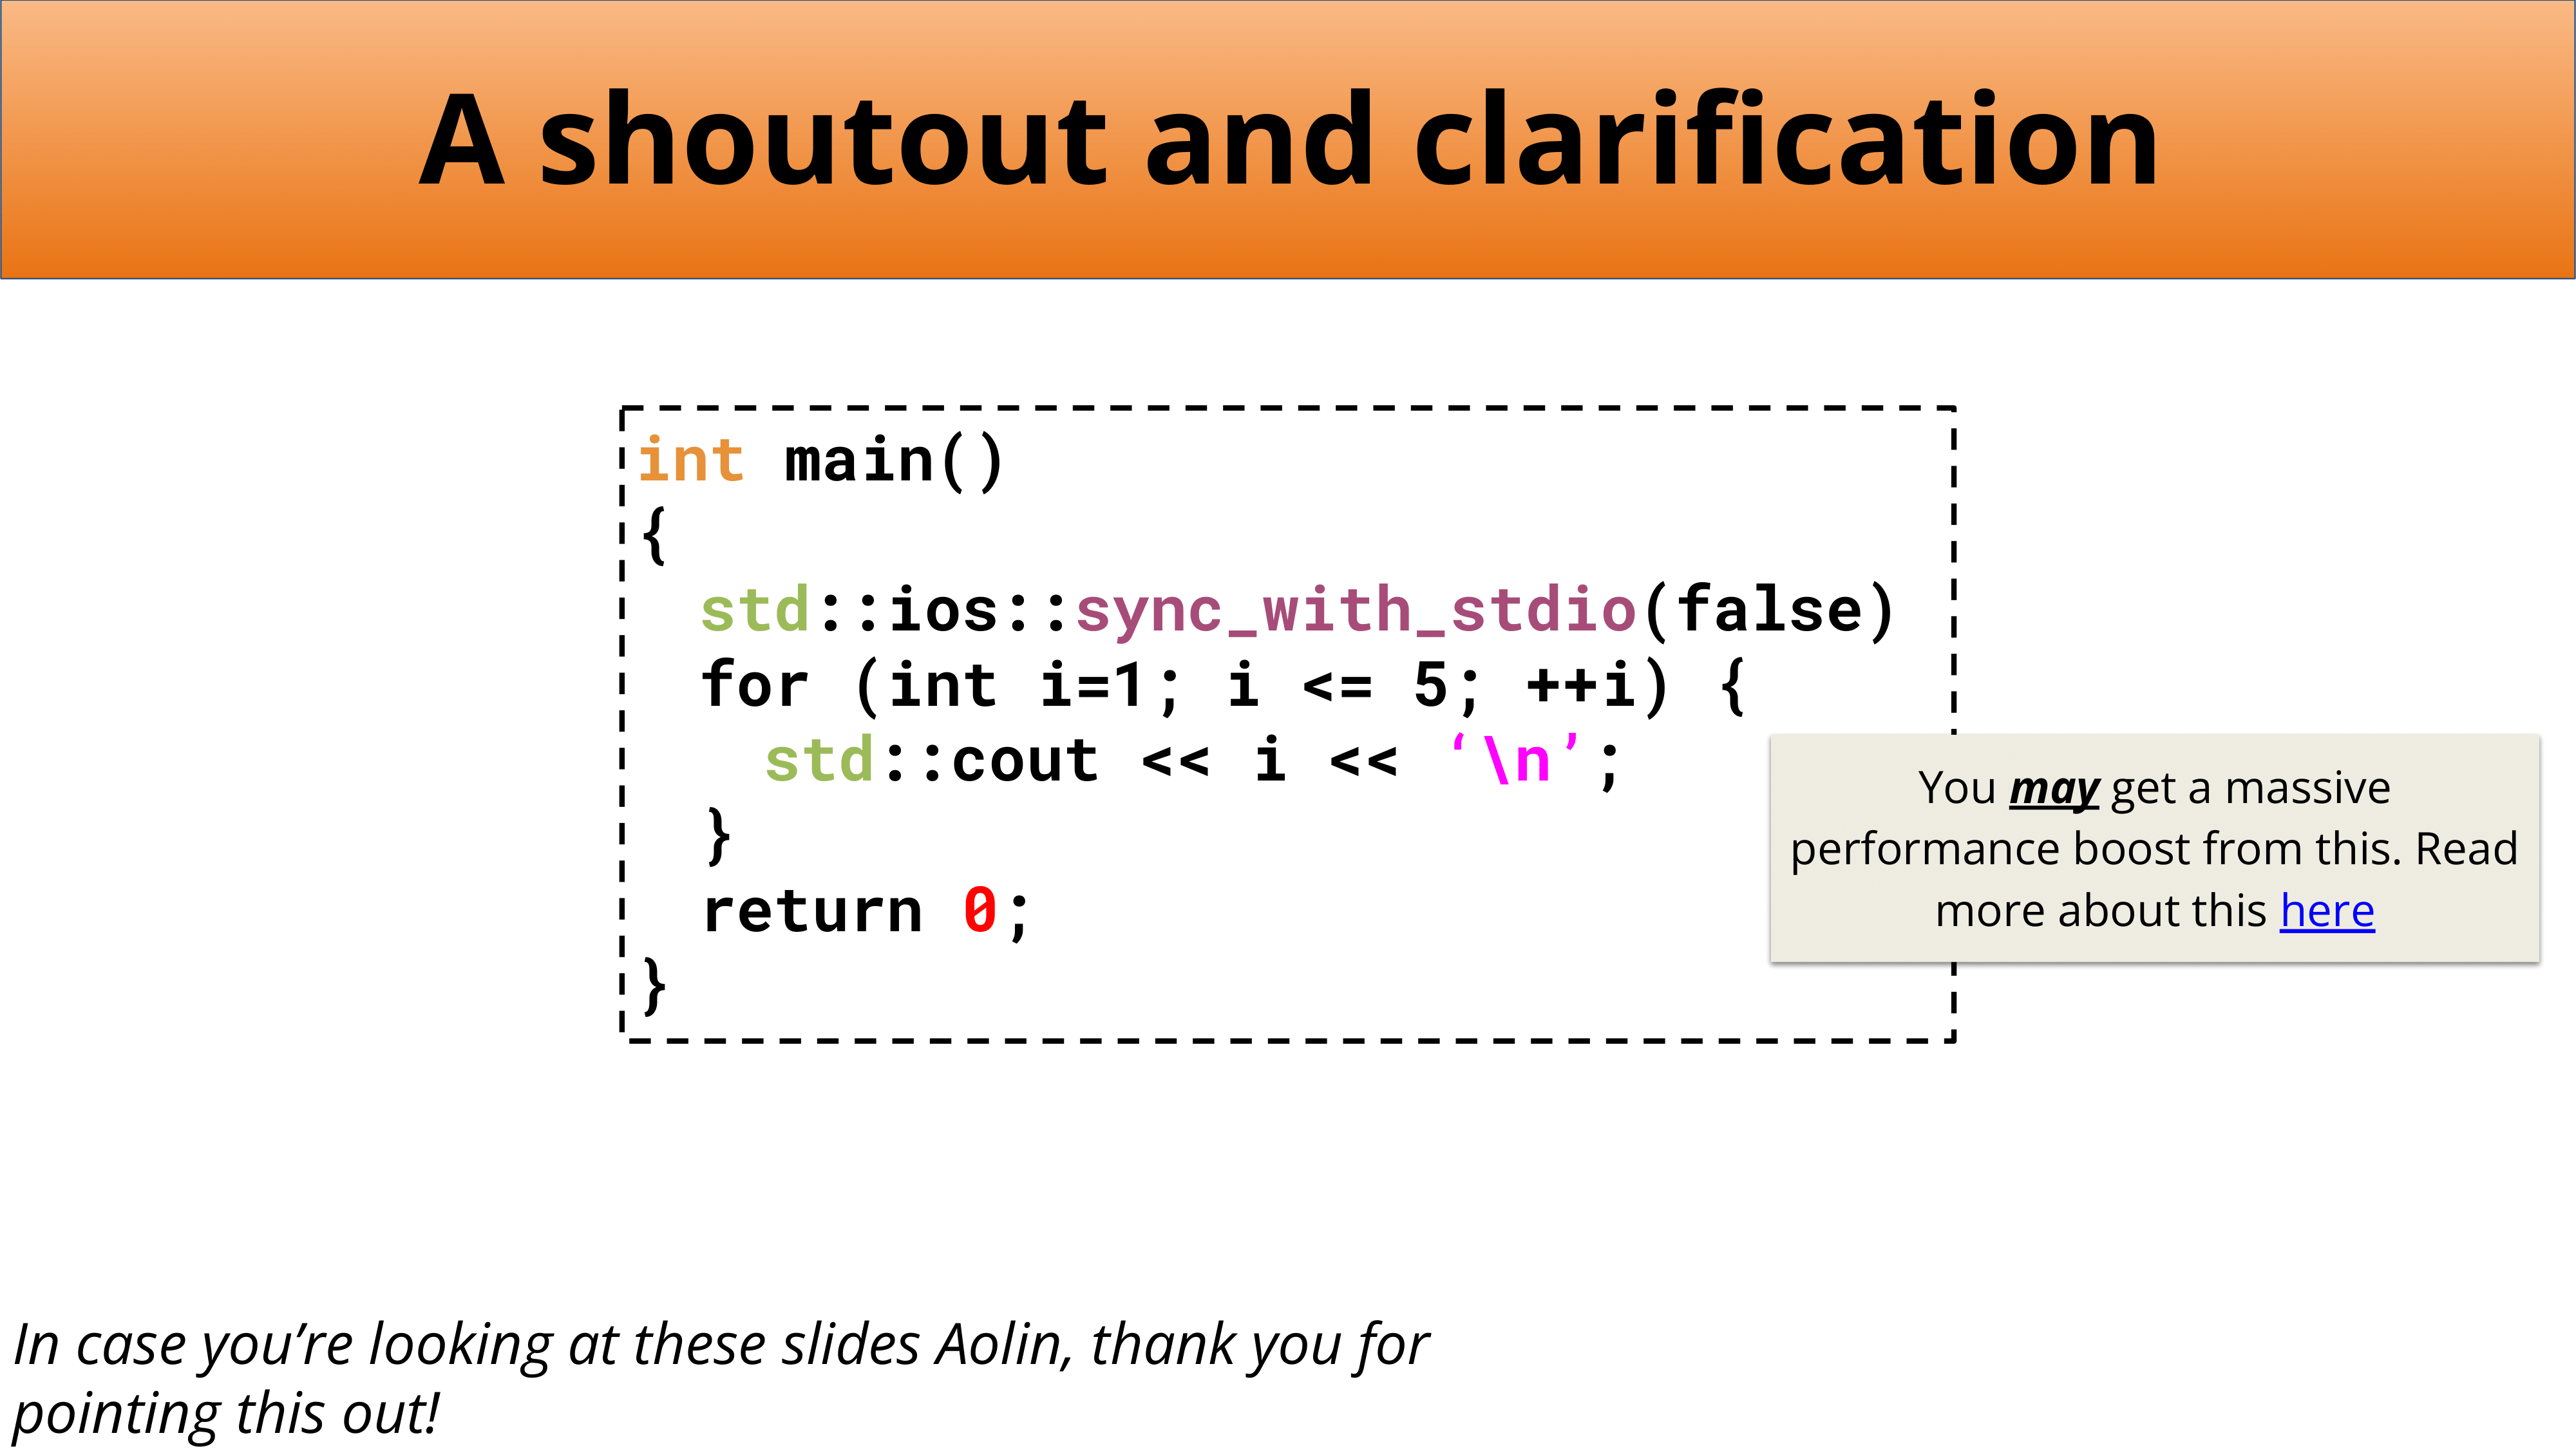 A shoutout and clarification
int main()
{
  std::ios::sync_with_stdio(false)
  for (int i=1; i <= 5; ++i) {
    std::cout << i << ‘\n’;
  }
  return 0;
}
You may get a massive
performance boost from this. Read
more about this here
In case you’re looking at these slides Aolin, thank you for
pointing this out!